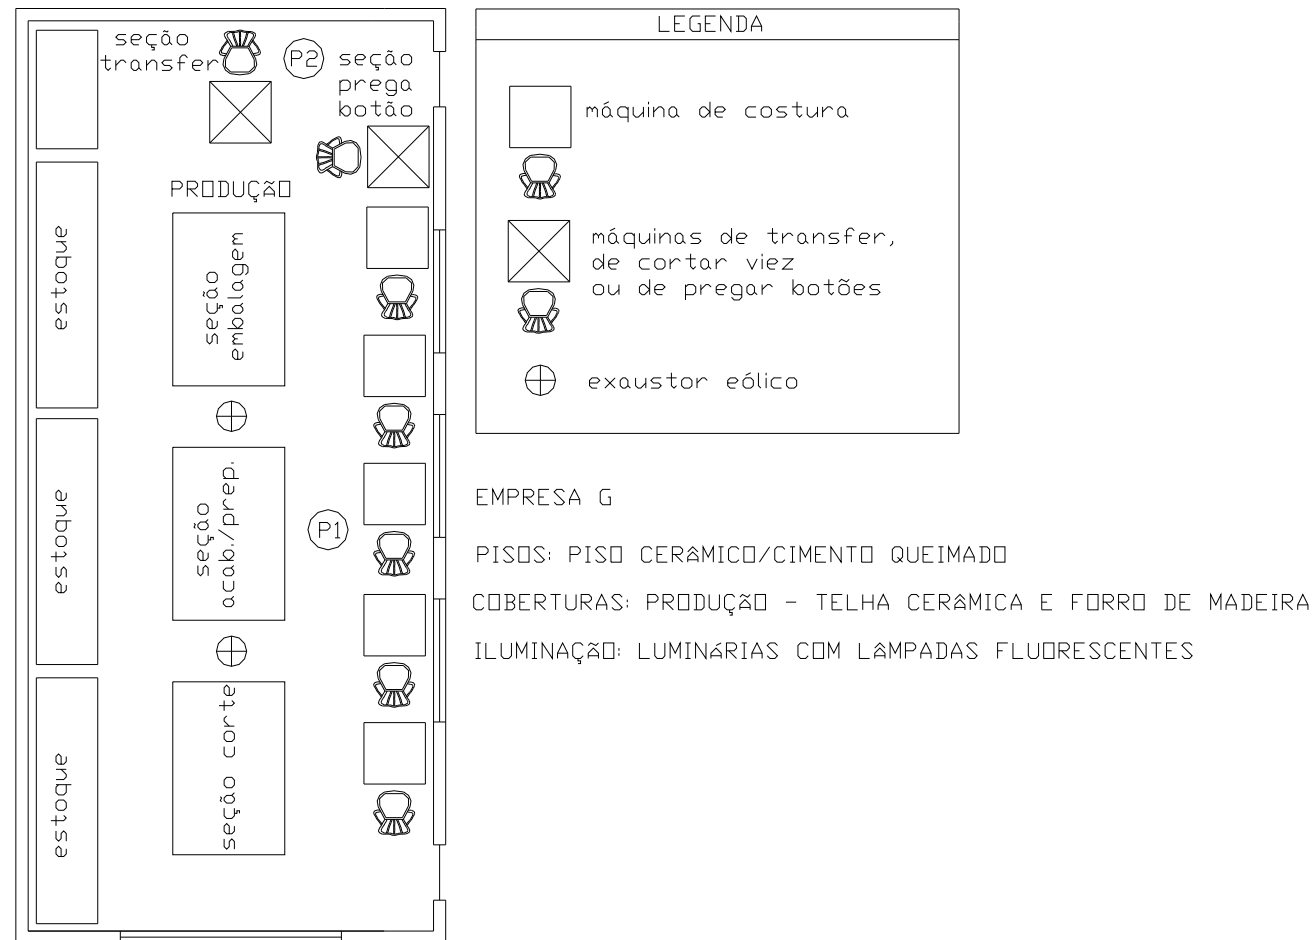 seção
transfer
P2
seção
prega
botão
PRODUÇÃO
estoque
seção
embalagem
estoque
seção
acab./prep.
P1
estoque
seção corte
LEGENDA
máquina de costura
máquinas de transfer,
de cortar viez
ou de pregar botões
exaustor eólico
EMPRESA G
PISOS: PISO CERÂMICO/CIMENTO QUEIMADO
COBERTURAS: PRODUÇÃO - TELHA CERÂMICA E FORRO DE MADEIRA
ILUMINAÇÃO: LUMINÁRIAS COM LÂMPADAS FLUORESCENTES